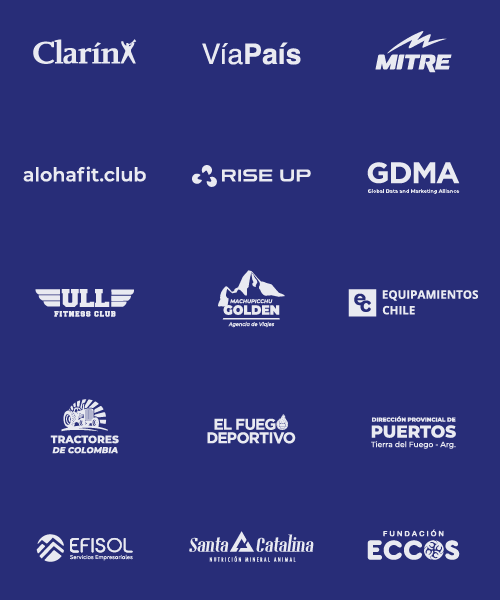 Clarín
VíaPaís
MITRE
alohafit.club
RISE UP
GDMA
Global Data and Marketing Alliance
ULL
FITNESS CLUB
MACHUPICCHU
GOLDEN
Agencia de Viajes
ec
EQUIPAMIENTOS
CHILE
TRACTORES
DE COLOMBIA
EL FUEGO
DEPORTIVO
DIRECCIÓN PROVINCIAL DE
PUERTOS
Tierra del Fuego - Arg.
EFISOL
Servicios Empresariales
Santa Catalina
NUTRICIÓN MINERAL ANIMAL
FUNDACIÓN
ECCOS